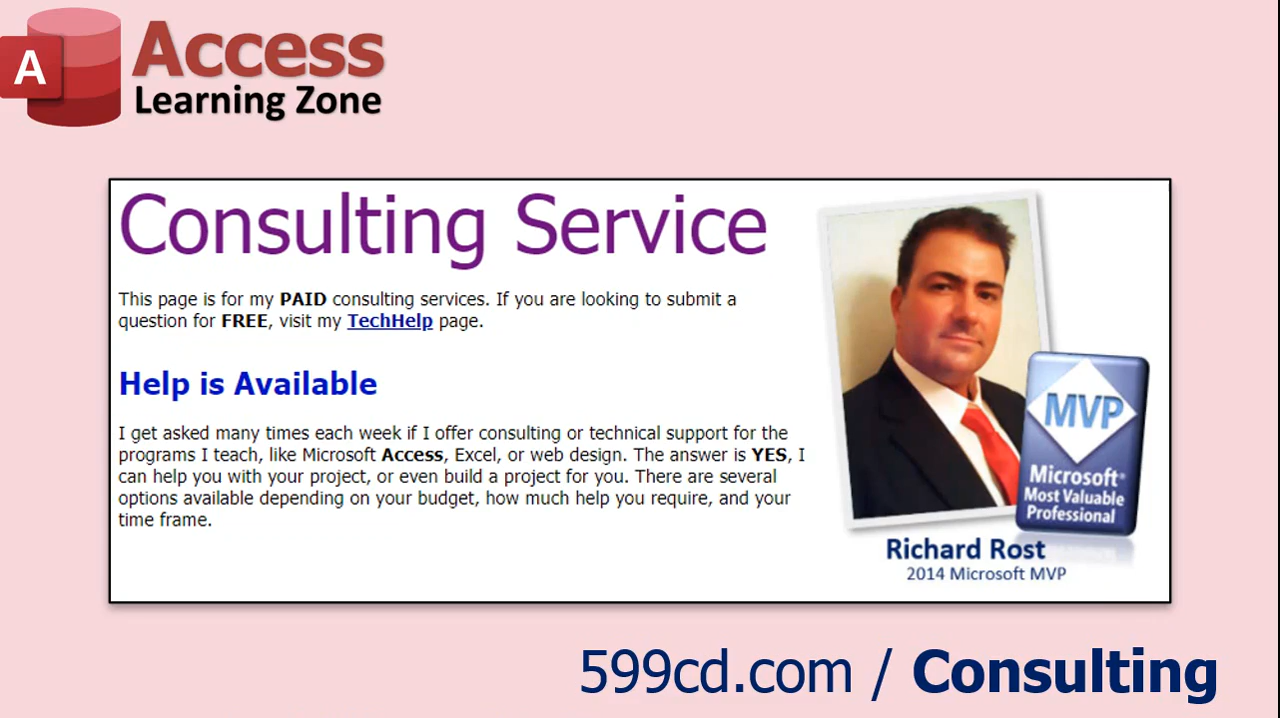 A
Access
Learning Zone
Consulting Service
This page is for my PAID consulting services. If you are looking to submit a
question for FREE, visit my TechHelp page.
Help is Available
I get asked many times each week if I offer consulting or technical support for the
programs I teach, like Microsoft Access, Excel, or web design. The answer is YES, I
can help you with your project, or even build a project for you. There are several
options available depending on your budget, how much help you require, and your
time frame.
MVP
Microsoft®
Most Valuable
Professional
Richard Rost
2014 Microsoft MVP
599cd.com / Consulting